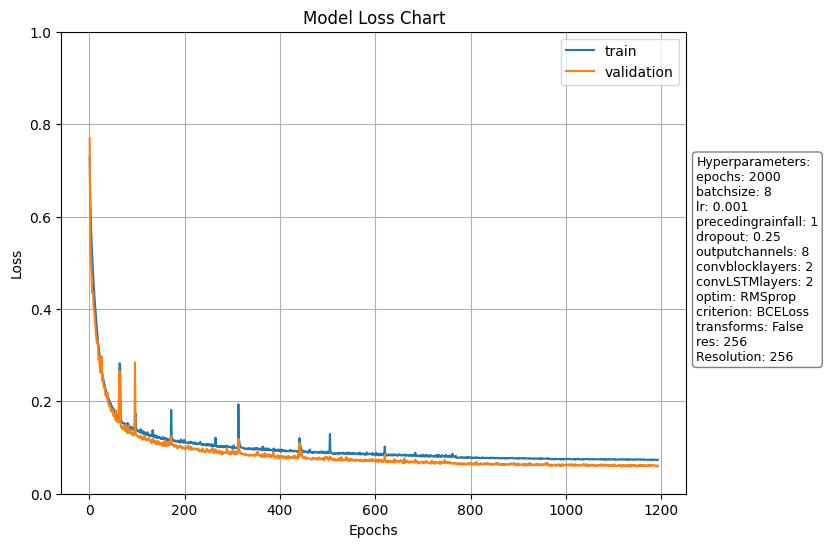 Model Loss Chart
train
validation
1.0
0.8
0.6
0.4
0.2
0.0
Loss
0
200
400
600
800
1000
1200
Epochs
Hyperparameters:
epochs: 2000
batchsize: 8
lr: 0.001
precedingrainfall: 1
dropout: 0.25
outputchannels: 8
convblocklayers: 2
convLSTMlayers: 2
optim: RMSprop
criterion: BCELoss
transforms: False
res: 256
Resolution: 256